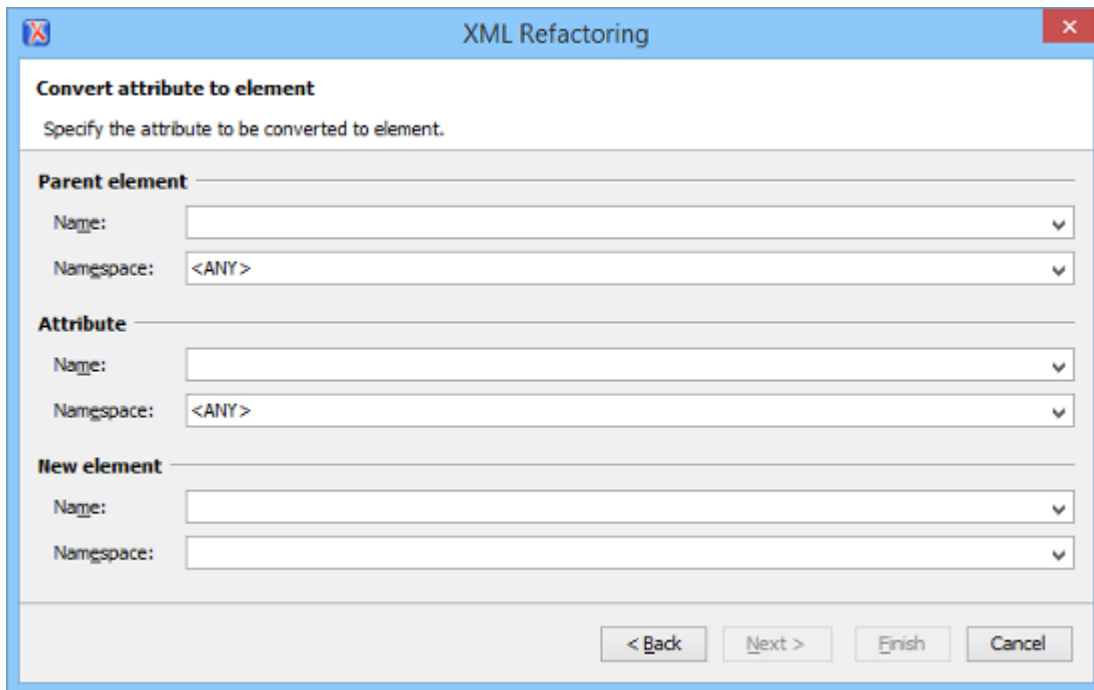 XML Refactoring
Convert attribute to element
Specify the attribute to be converted to element.
Parent element
Name:
Namespace: <ANY>
Attribute
Name:
Namespace: <ANY>
New element
Name:
Namespace:
< Back Next > Finish Cancel